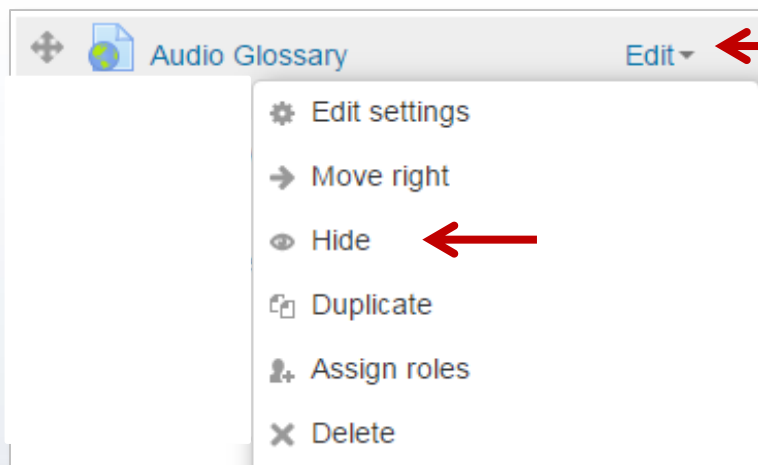 Audio Glossary Edit
Edit settings
Move right
Hide
Duplicate
Assign roles
Delete